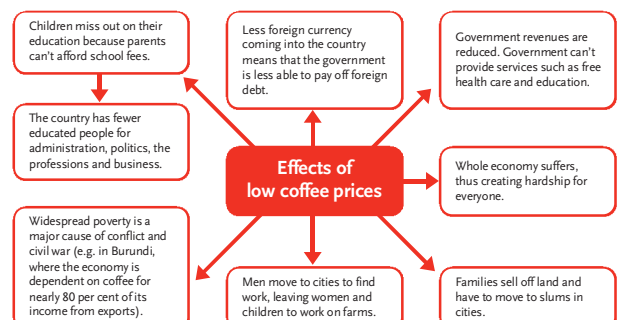 Children miss out on their
education because parents
can't afford school fees.
Less foreign currency
coming into the country
means that the government
is less able to pay off foreign
debt.
Government revenues are
reduced. Government can't
provide services such as free
health care and education.
The country has fewer
educated people for
administration, politics, the
professions and business.
Effects of
low coffee prices
Whole economy suffers,
thus creating hardship for
everyone.
Widespread poverty is a
major cause of conflict and
civil war (e.g. in Burundi,
where the economy is
dependent on coffee for
nearly 80 per cent of its
income from exports).
Men move to cities to find
work, leaving women and
children to work on farms.
Families sell off land and
have to move to slums in
cities.